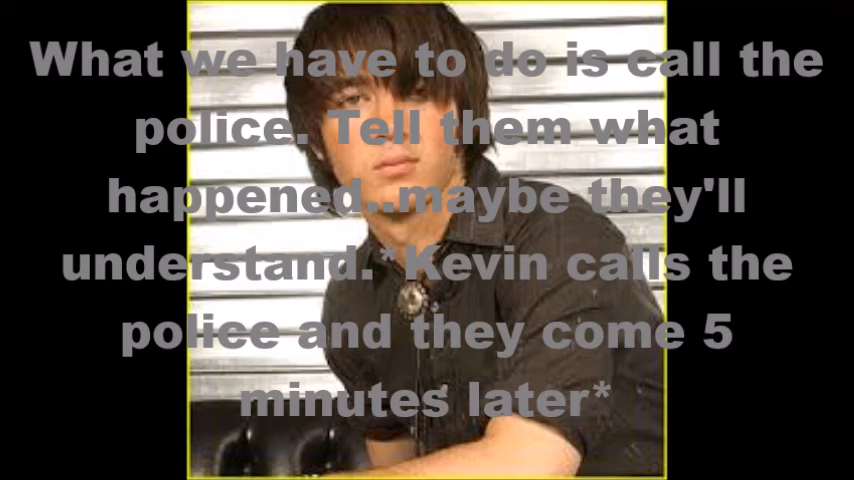 What we have to do is call the
police. Tell them what
happened..maybe they'll
understand.*Kevin calls the
police and they come 5
minutes later*